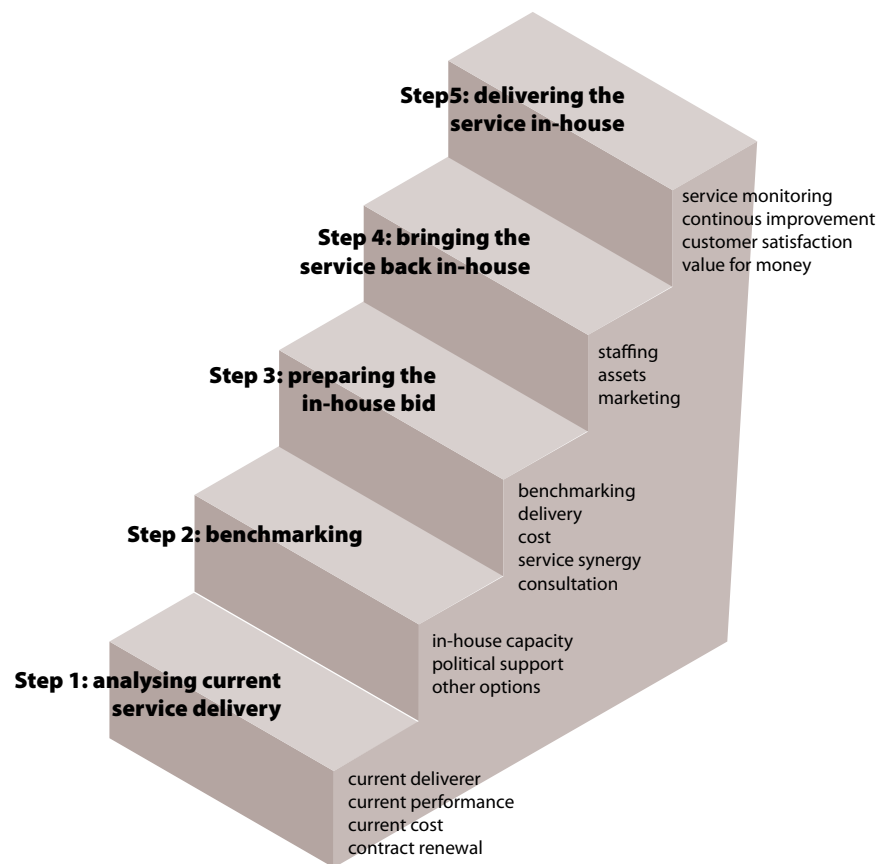 Step5: delivering the
service in-house
service monitoring
continous improvement
customer satisfaction
value for money
Step 4: bringing the
service back in-house
staffing
assets
marketing
Step 3: preparing the
in-house bid
benchmarking
delivery
cost
service synergy
consultation
Step 2: benchmarking
in-house capacity
political support
other options
Step 1: analysing current
service delivery
current deliverer
current performance
current cost
contract renewal